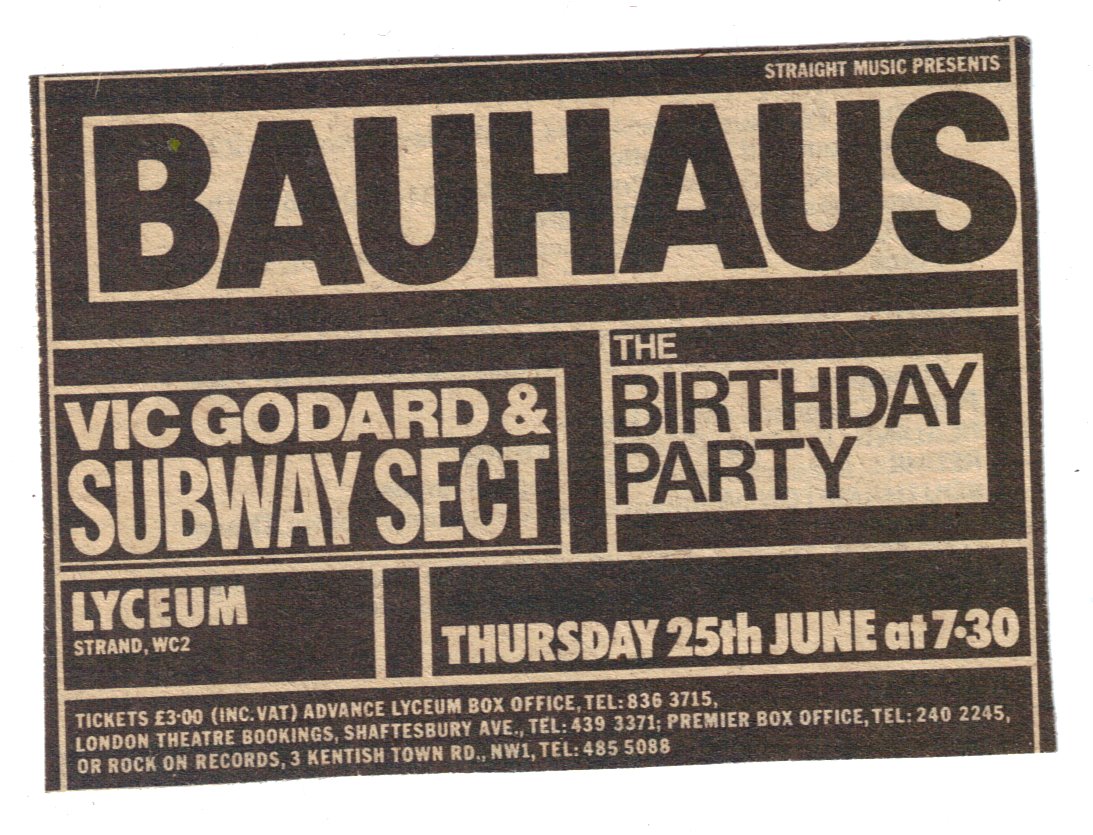 STRAIGHT MUSIC PRESENTS
BAUHAUS
VIC GODARD &
SUBWAY SECT
THE
BIRTHDAY
PARTY
LYCEUM
STRAND, WC2
THURSDAY 25th JUNE at 7·30
TICKETS £3·00 (INC. VAT) ADVANCE LYCEUM BOX OFFICE, TEL: 836 3715,
LONDON THEATRE BOOKINGS, SHAFTESBURY AVE., TEL: 439 3371; PREMIER BOX OFFICE, TEL: 240 2245,
OR ROCK ON RECORDS, 3 KENTISH TOWN RD., NW1, TEL: 485 5088